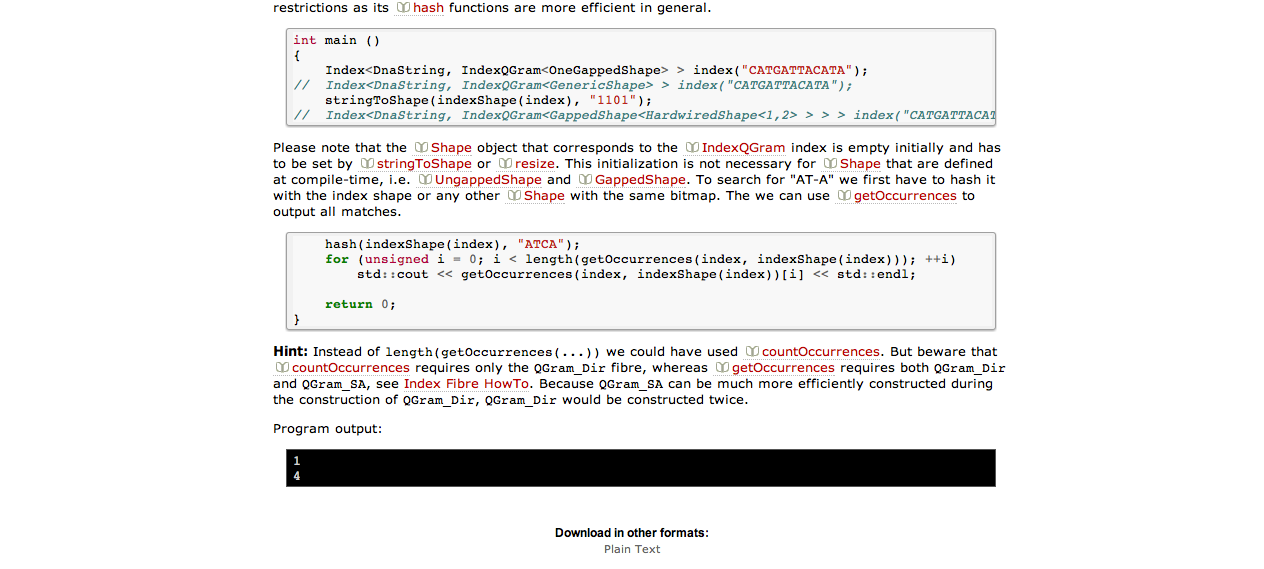 restrictions as its hash functions are more efficient in general.
int main ()
{
    Index<DnaString, IndexQGram<OneGappedShape> > index("CATGATTACATA");
//  Index<DnaString, IndexQGram<GenericShape> > index("CATGATTACATA");
    stringToShape(indexShape(index), "1101");
//  Index<DnaString, IndexQGram<GappedShape<HardwiredShape<1,2> > > > index("CATGATTACAT
Please note that the Shape object that corresponds to the IndexQGram index is empty initially and has
to be set by stringToShape or resize. This initialization is not necessary for Shape that are defined
at compile-time, i.e. UngappedShape and GappedShape. To search for "AT-A" we first have to hash it
with the index shape or any other Shape with the same bitmap. The we can use getOccurrences to
output all matches.
    hash(indexShape(index), "ATCA");
    for (unsigned i = 0; i < length(getOccurrences(index, indexShape(index))); ++i)
        std::cout << getOccurrences(index, indexShape(index))[i] << std::endl;
    return 0;
}
Hint: Instead of length(getOccurrences(...)) we could have used countOccurrences. But beware that
countOccurrences requires only the QGram_Dir fibre, whereas getOccurrences requires both QGram_Dir
and QGram_SA, see Index Fibre HowTo. Because QGram_SA can be much more efficiently constructed during
the construction of QGram_Dir, QGram_Dir would be constructed twice.
Program output:
1
4
Download in other formats:
Plain Text